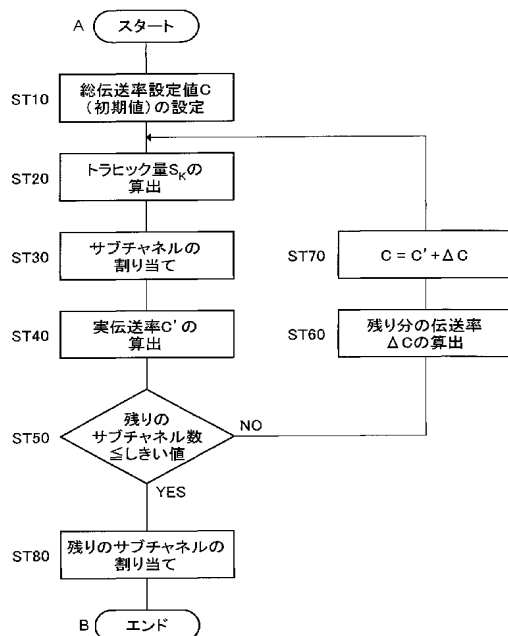 A スタート
ST10 総伝送率設定値C
(初期値)の設定
ST20 トラヒック量SKの
算出
ST30 サブチャネルの
割り当て
ST40 実伝送率C'の
算出
ST50 残りの
サブチャネル数
≦しきい値
NO
YES
ST60 残り分の伝送率
ΔCの算出
ST70 C = C' + ΔC
ST80 残りのサブチャネルの
割り当て
B エンド